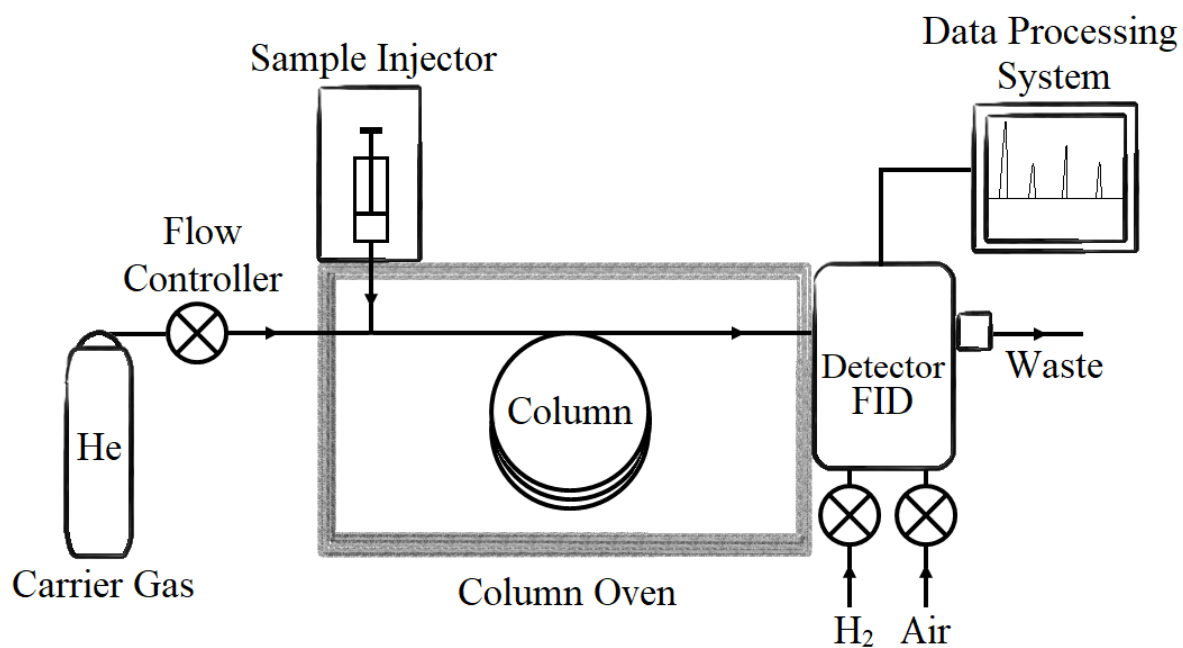 Data Processing
System
Sample Injector
Flow
Controller
He
Carrier Gas
Column
Column Oven
Detector
FID
Waste
H₂
Air